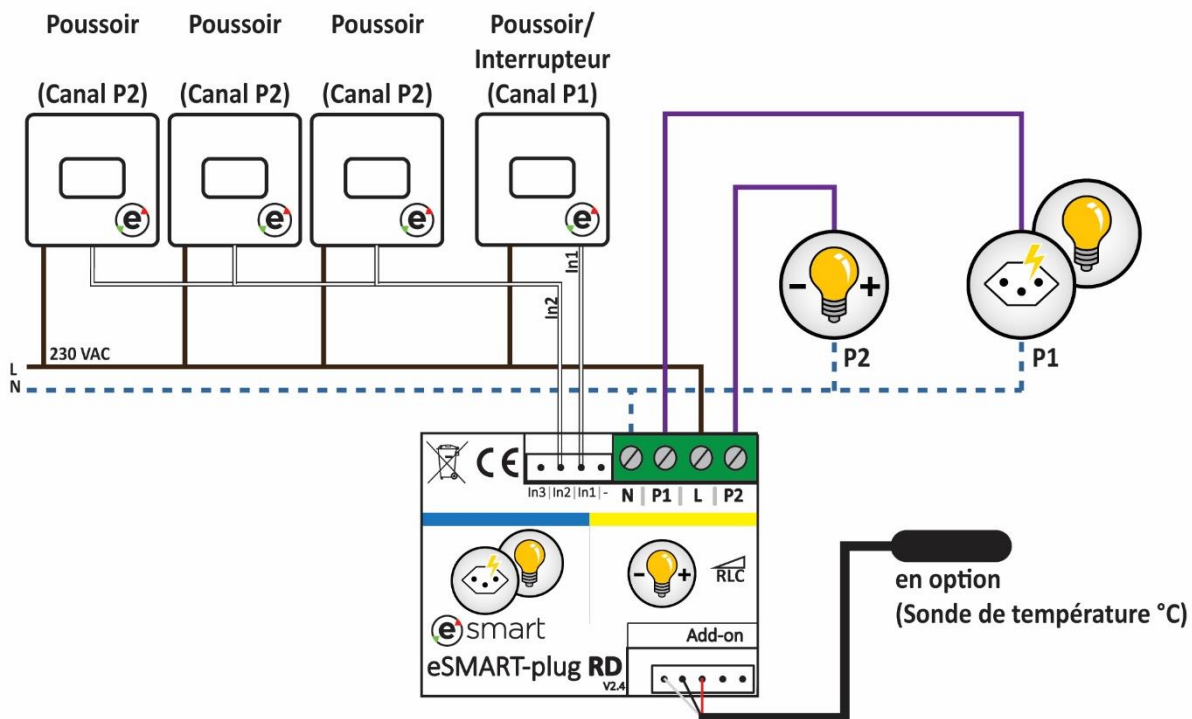 Poussoir
(Canal P2)
Poussoir
(Canal P2)
Poussoir
(Canal P2)
Poussoir/
Interrupteur
(Canal P1)
e
e
e
e
In1
In2
230 VAC
L
N
- +
P2
P1
CE
In3|In2|In1|-
N | P1 | L | P2
- +
RLC
e smart
eSMART-plug RD
V2.4
Add-on
en option
(Sonde de température °C)